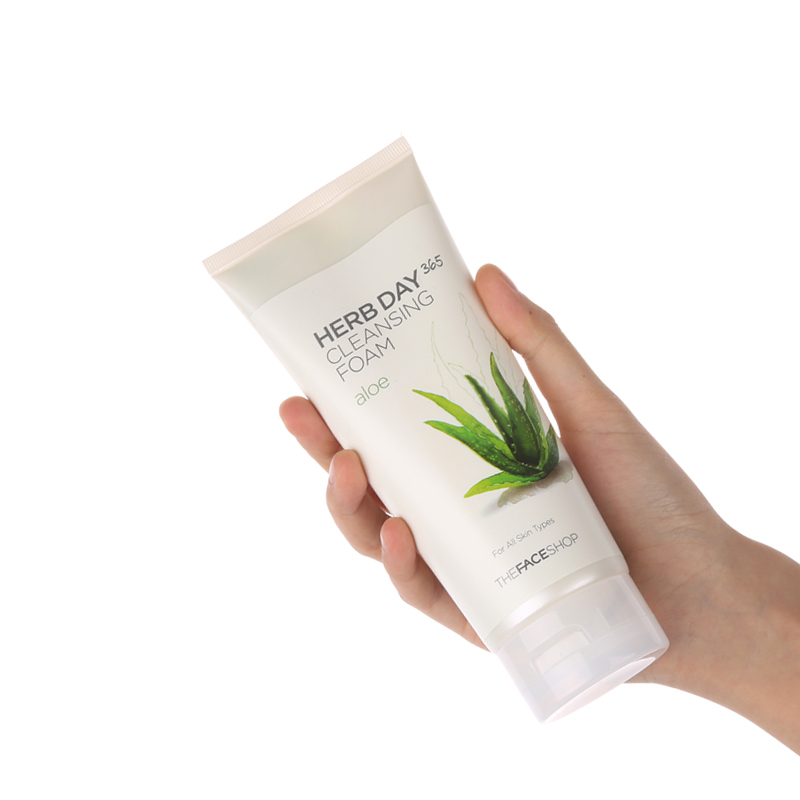 HERB DAY 365
CLEANSING
FOAM
aloe
For All Skin Types
THEFACESHOP